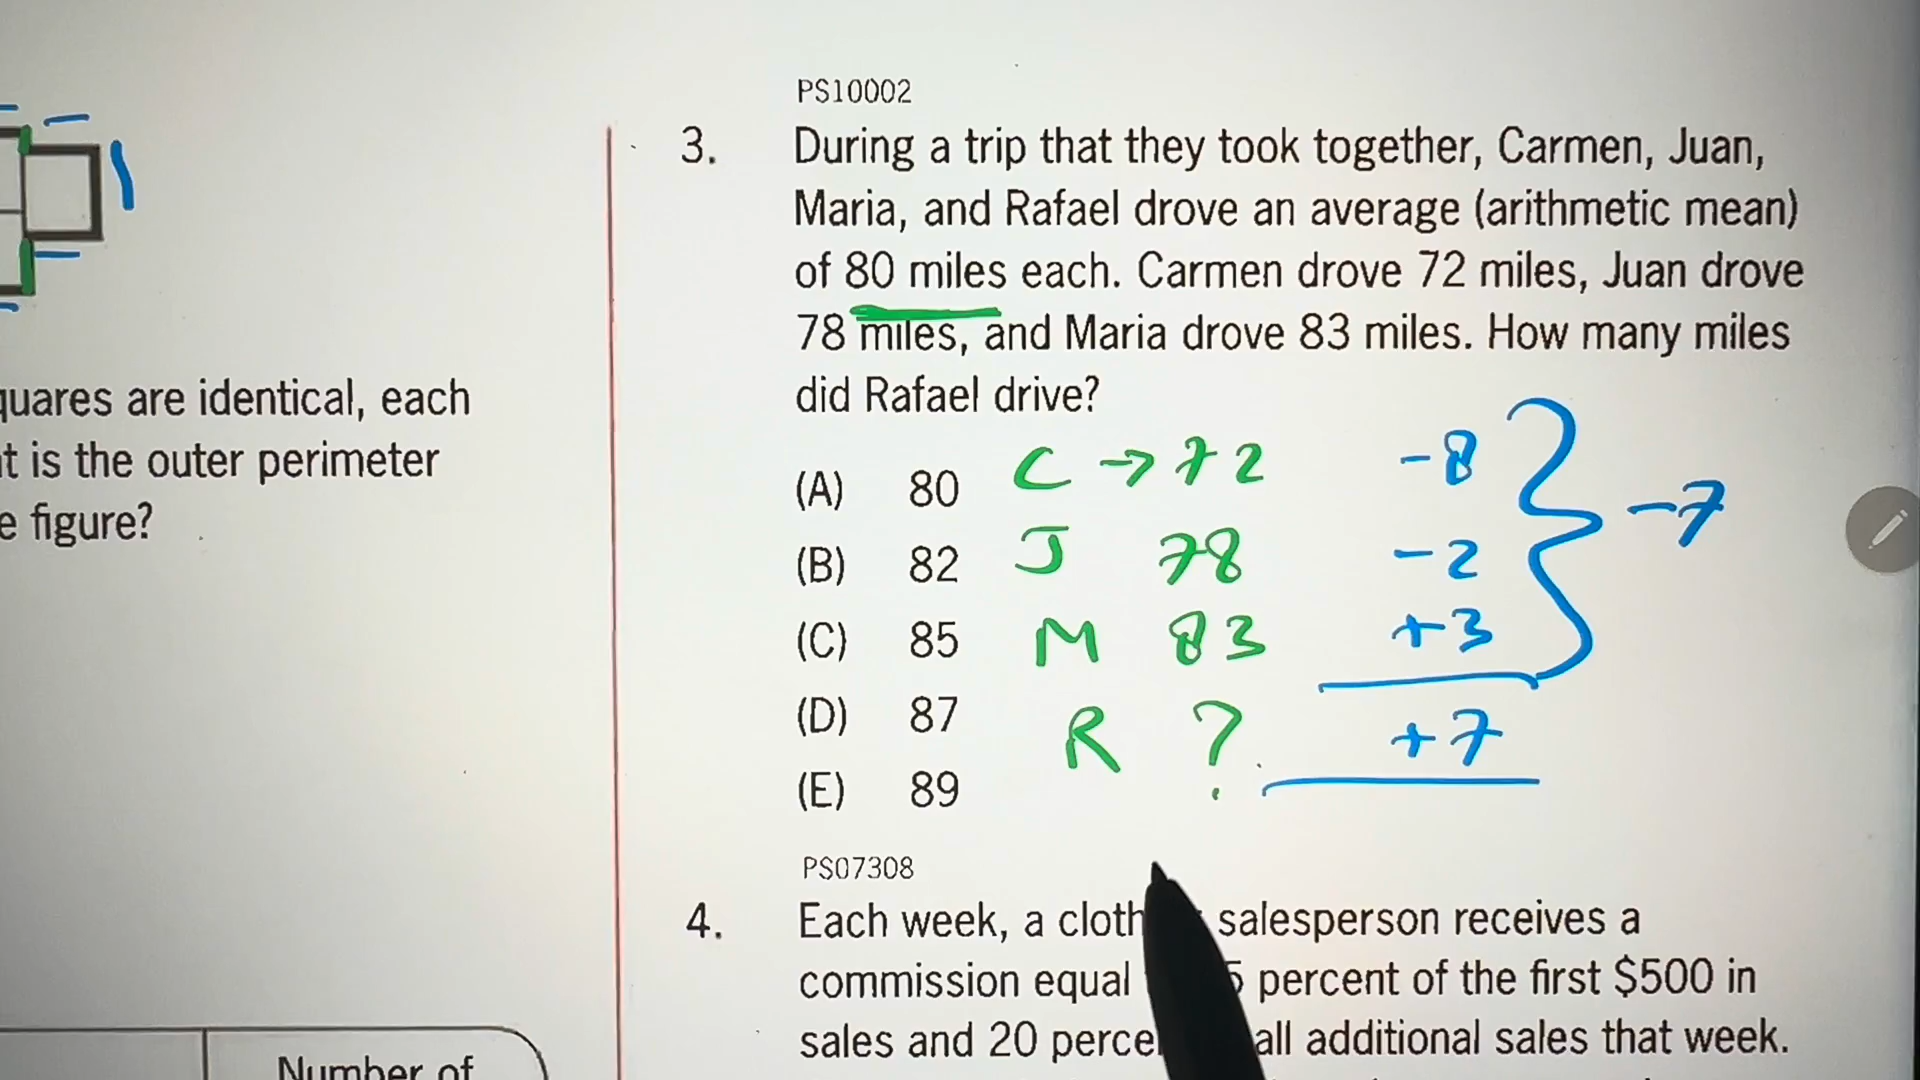 quares are identical, each
t is the outer perimeter
e figure?
Number of
PS10002
3. During a trip that they took together, Carmen, Juan,
Maria, and Rafael drove an average (arithmetic mean)
of 80 miles each. Carmen drove 72 miles, Juan drove
78 miles, and Maria drove 83 miles. How many miles
did Rafael drive?
(A) 80
(B) 82
(C) 85
(D) 87
(E) 89
C → 72 -8
J 78 -2
M 83 +3
-7
R ? +7
PS07308
4. Each week, a cloth salesperson receives a
commission equal 5 percent of the first $500 in
sales and 20 perce all additional sales that week.